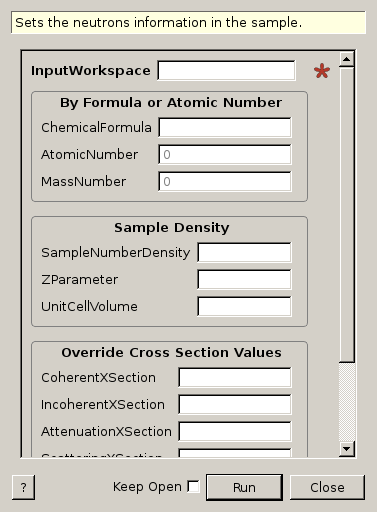 Sets the neutrons information in the sample.
InputWorkspace *
By Formula or Atomic Number
ChemicalFormula
AtomicNumber 0
MassNumber 0
Sample Density
SampleNumberDensity
ZParameter
UnitCellVolume
Override Cross Section Values
CoherentXSection
IncoherentXSection
AttenuationXSection
ScatteringXSection
? Keep Open Run Close